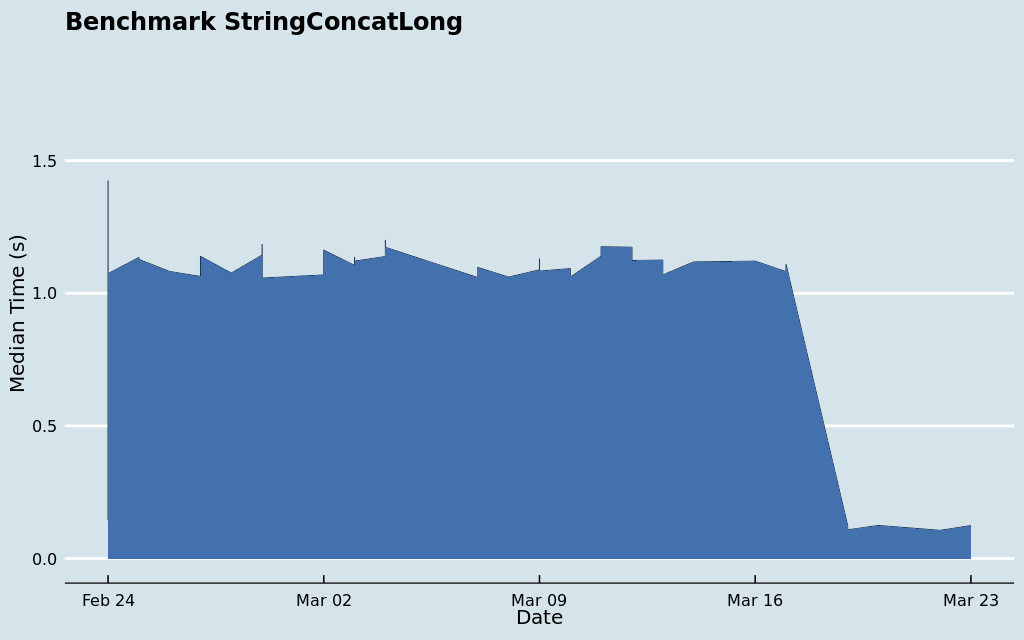 Benchmark StringConcatLong
Median Time (s)
1.5
1.0
0.5
0.0
Feb 24 Mar 02 Mar 09 Mar 16 Mar 23
Date